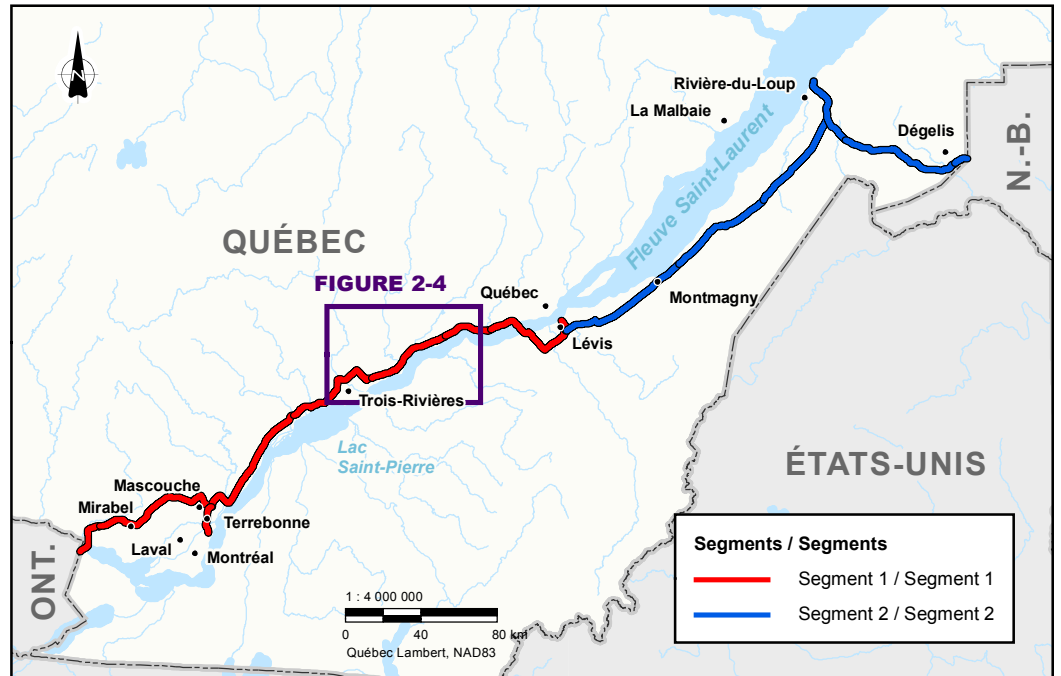 N
Rivière-du-Loup
La Malbaie
Dégelis
N.-B.
Fleuve Saint-Laurent
QUÉBEC
FIGURE 2-4
Québec
Montmagny
Lévis
Trois-Rivières
Lac
Saint-Pierre
ÉTATS-UNIS
Mascouche
Mirabel
Terrebonne
Laval
Montréal
ONT.
1 : 4 000 000
0 40 80 km
Québec Lambert, NAD83
Segments / Segments
Segment 1 / Segment 1
Segment 2 / Segment 2